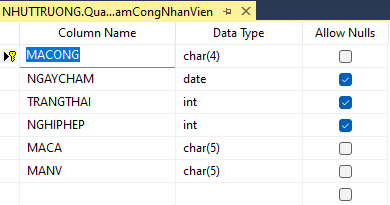 NHUTTRUONG.Qua...amCongNhanVien
Column Name Data Type Allow Nulls
MACONG char(4)
NGAYCHAM date
TRANGTHAI int
NGHIPHEP int
MACA char(5)
MANV char(5)